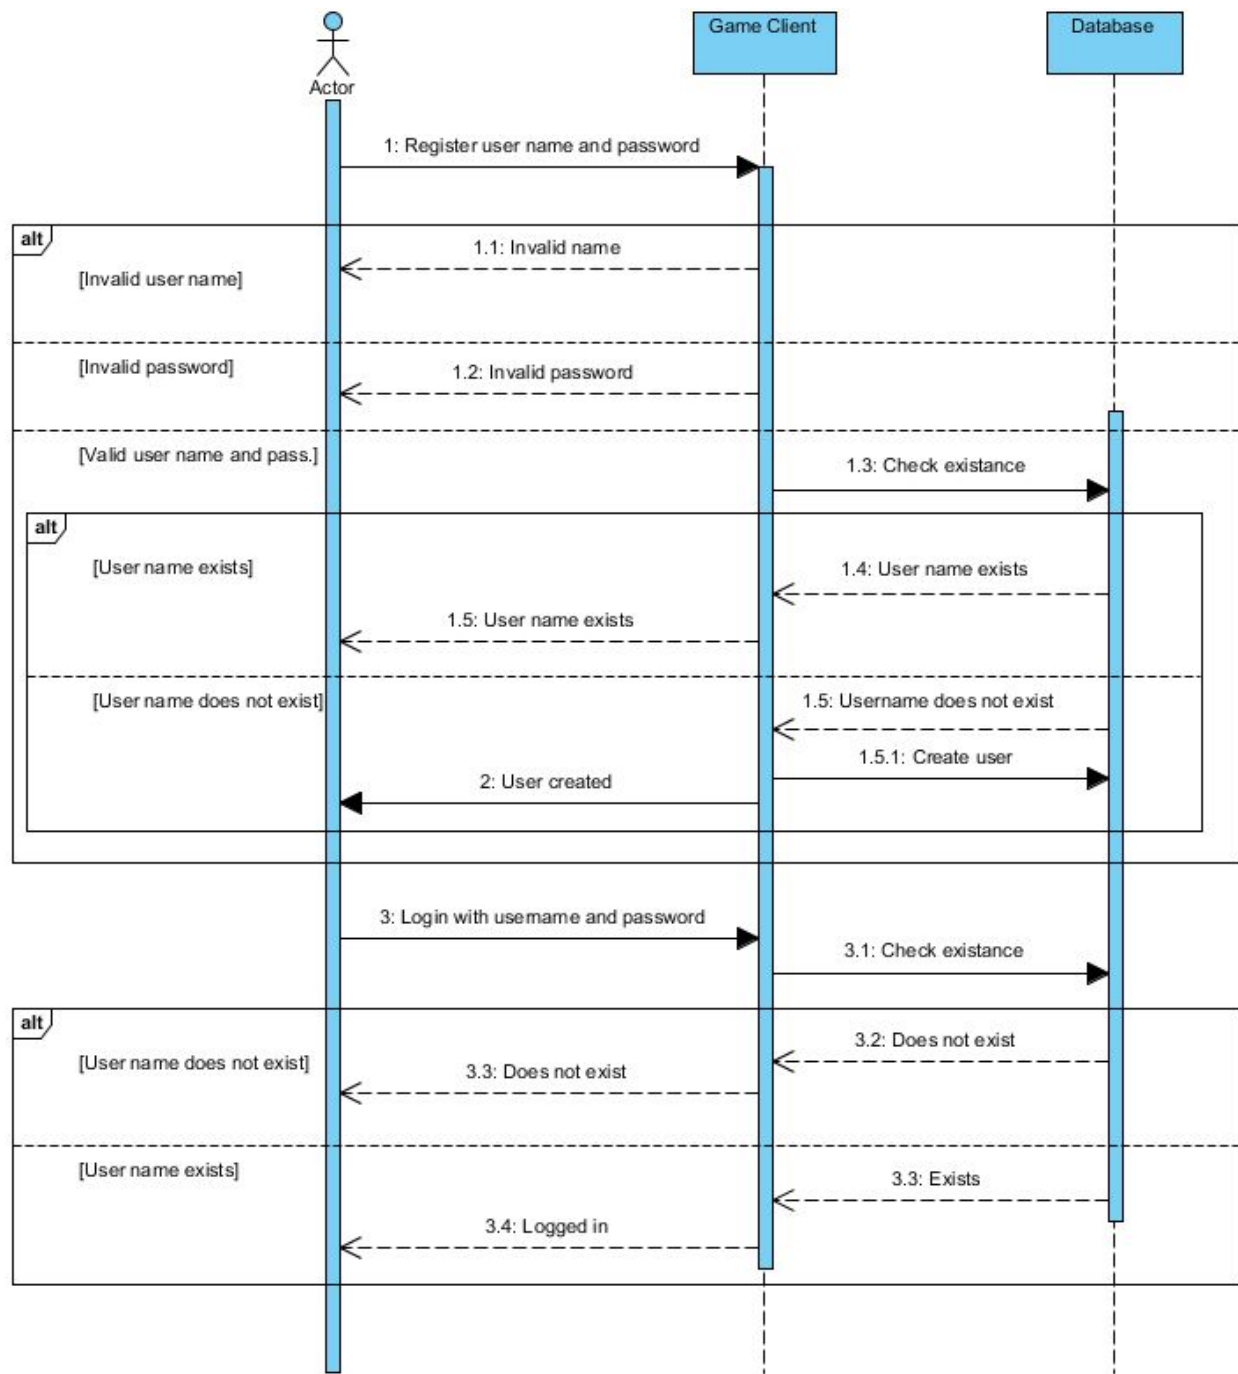 Game Client
Database
Actor
1: Register user name and password
alt
1.1: Invalid name
[Invalid user name]
[Invalid password]
1.2: Invalid password
[Valid user name and pass.]
1.3: Check existance
alt
[User name exists]
1.4: User name exists
1.5: User name exists
[User name does not exist]
1.5: Username does not exist
1.5.1: Create user
2: User created
3: Login with username and password
3.1: Check existance
alt
3.2: Does not exist
[User name does not exist]
3.3: Does not exist
[User name exists]
3.3: Exists
3.4: Logged in